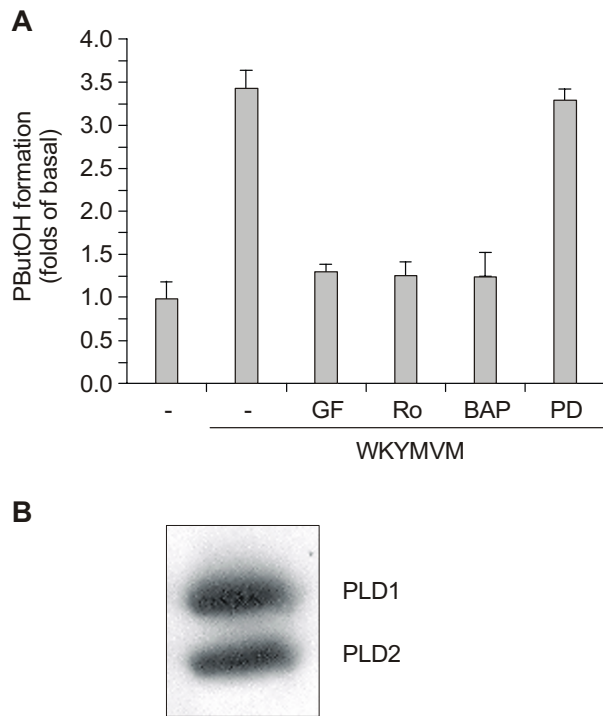 A
PButOH formation
(folds of basal)
4.0
3.5
3.0
2.5
2.0
1.5
1.0
0.5
0.0
- - GF Ro BAP PD
WKYMVM
B
PLD1
PLD2